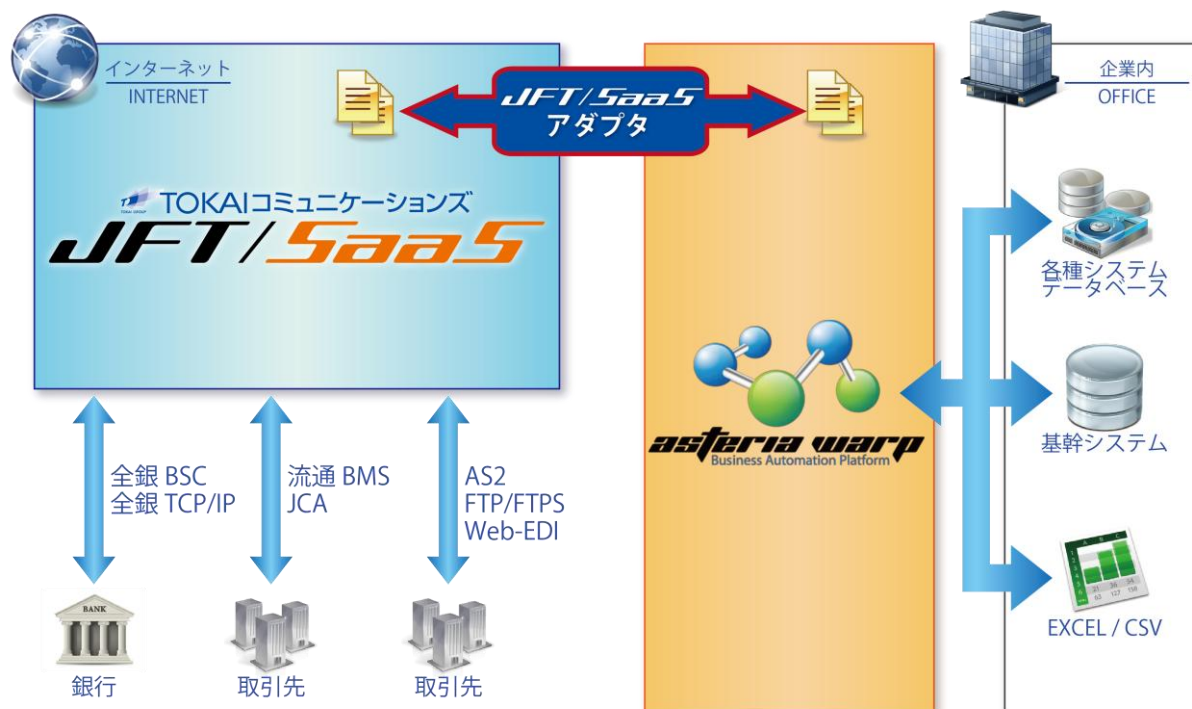 インターネット
INTERNET
JFT/SaaS
アダプタ
企業内
OFFICE
TOKAIコミュニケーションズ
JFT/SaaS
各種システム
データベース
asteria warp
Business Automation Platform
基幹システム
全銀 BSC
全銀 TCP/IP
流通 BMS
JCA
AS2
FTP/FTPS
Web-EDI
BANK
銀行
取引先
取引先
EXCEL / CSV